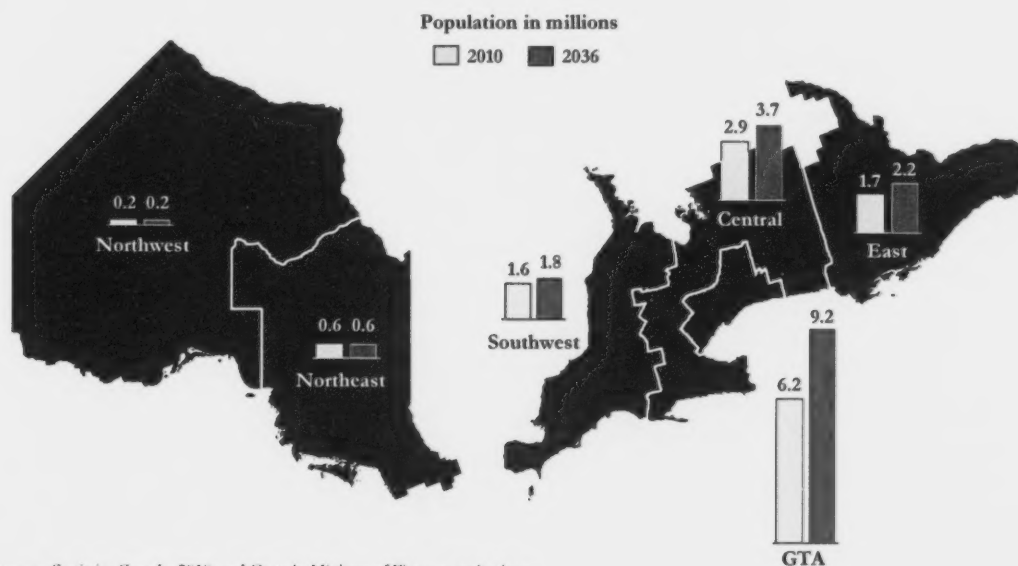 Population in millions
2010 2036
2.9 3.7
Central
1.7 2.2
East
0.2 0.2
Northwest
1.6 1.8
Southwest
0.6 0.6
Northeast
6.2 9.2
GTA